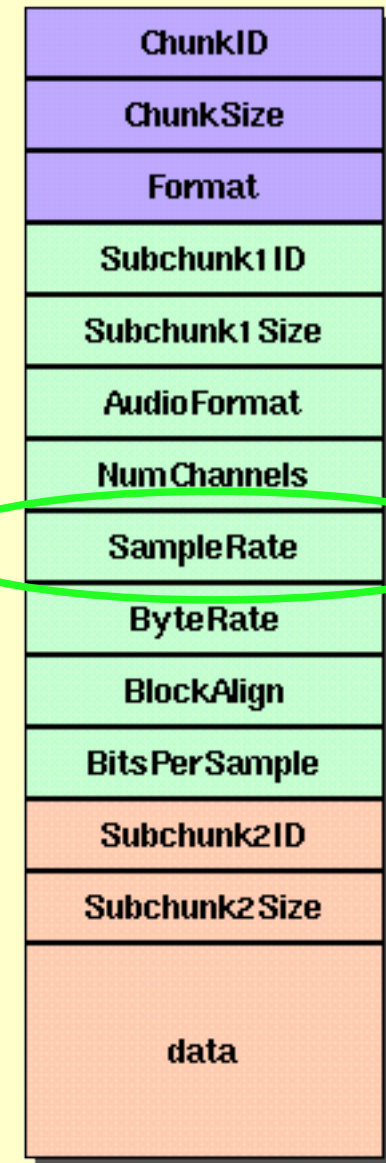 ChunkID
ChunkSize
Format
Subchunk1ID
Subchunk1Size
AudioFormat
NumChannels
SampleRate
ByteRate
BlockAlign
BitsPerSample
Subchunk2ID
Subchunk2Size
data